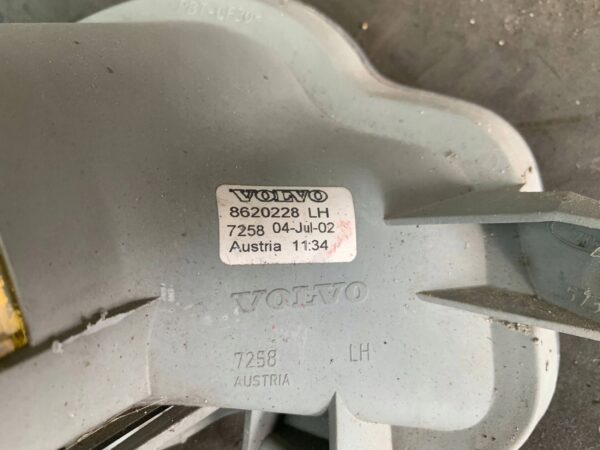 VOLVO
8620228 LH
7258 04-Jul-02
Austria 11:34
VOLVO
7258 LH
AUSTRIA